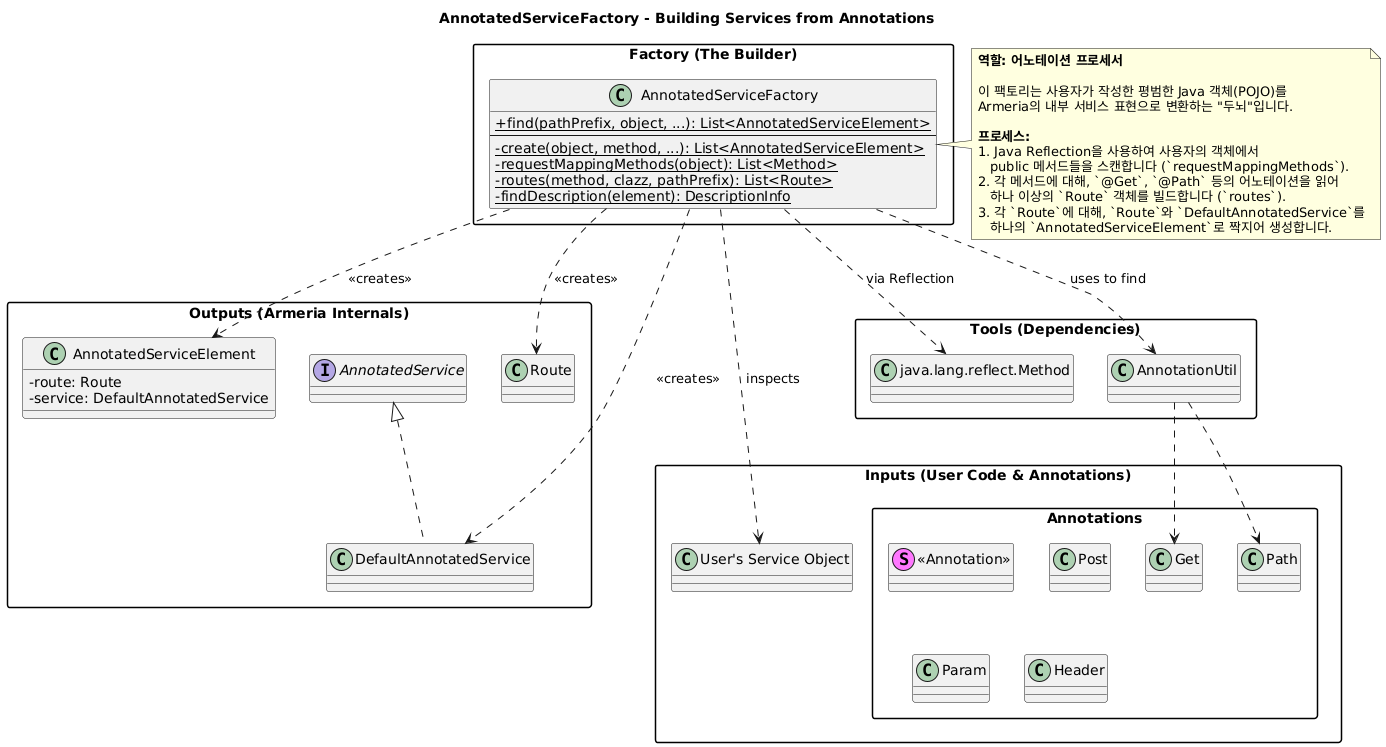 AnnotatedServiceFactory - Building Services from Annotations
Factory (The Builder)
C AnnotatedServiceFactory
+find(pathPrefix, object, ...): List<AnnotatedServiceElement>
-create(object, method, ...): List<AnnotatedServiceElement>
-requestMappingMethods(object): List<Method>
-routes(method, clazz, pathPrefix): List<Route>
-findDescription(element): DescriptionInfo
역할: 어노테이션 프로세서
이 팩토리는 사용자가 작성한 평범한 Java 객체(POJO)를
Armeria의 내부 서비스 표현으로 변환하는 "두뇌"입니다.
프로세스:
1. Java Reflection을 사용하여 사용자의 객체에서
public 메서드들을 스캔합니다 (`requestMappingMethods`).
2. 각 메서드에 대해, `@Get`, `@Path` 등의 어노테이션을 읽어
하나 이상의 `Route` 객체를 빌드합니다 (`routes`).
3. 각 `Route`에 대해, `Route`와 `DefaultAnnotatedService`를
하나의 `AnnotatedServiceElement`로 짝지어 생성합니다.
«creates»
«creates»
via Reflection
uses to find
«creates»
inspects
Outputs (Armeria Internals)
C AnnotatedServiceElement
-route: Route
-service: DefaultAnnotatedService
I AnnotatedService
C Route
C DefaultAnnotatedService
Tools (Dependencies)
C java.lang.reflect.Method
C AnnotationUtil
Inputs (User Code & Annotations)
C User's Service Object
Annotations
S «Annotation»
C Post
C Get
C Path
C Param
C Header